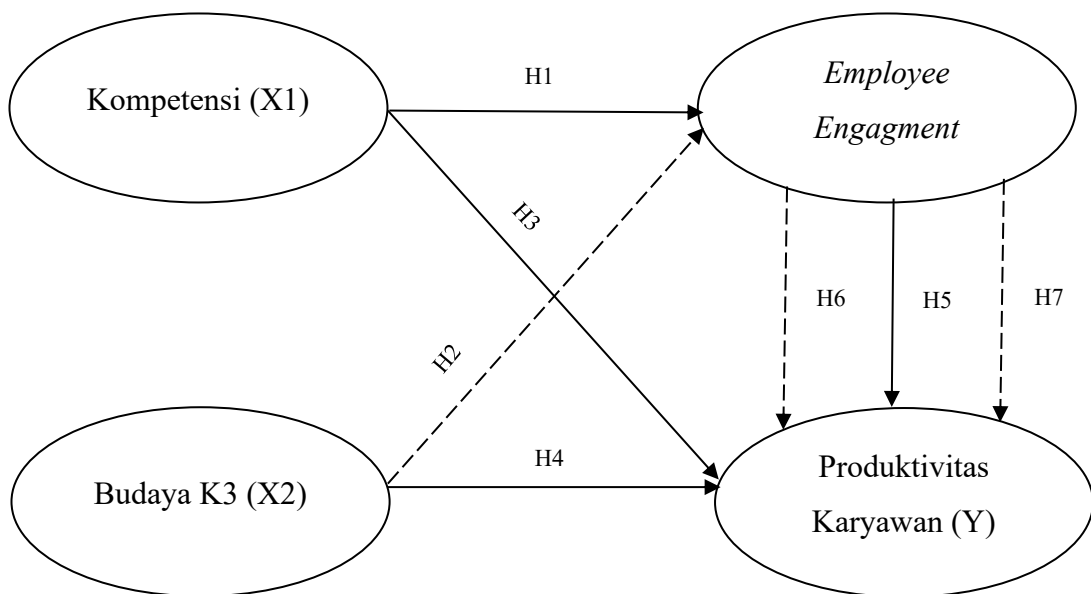 Kompetensi (X1)
H1
Employee
Engagment
H3
H2
H6
H5
H7
Budaya K3 (X2)
H4
Produktivitas
Karyawan (Y)